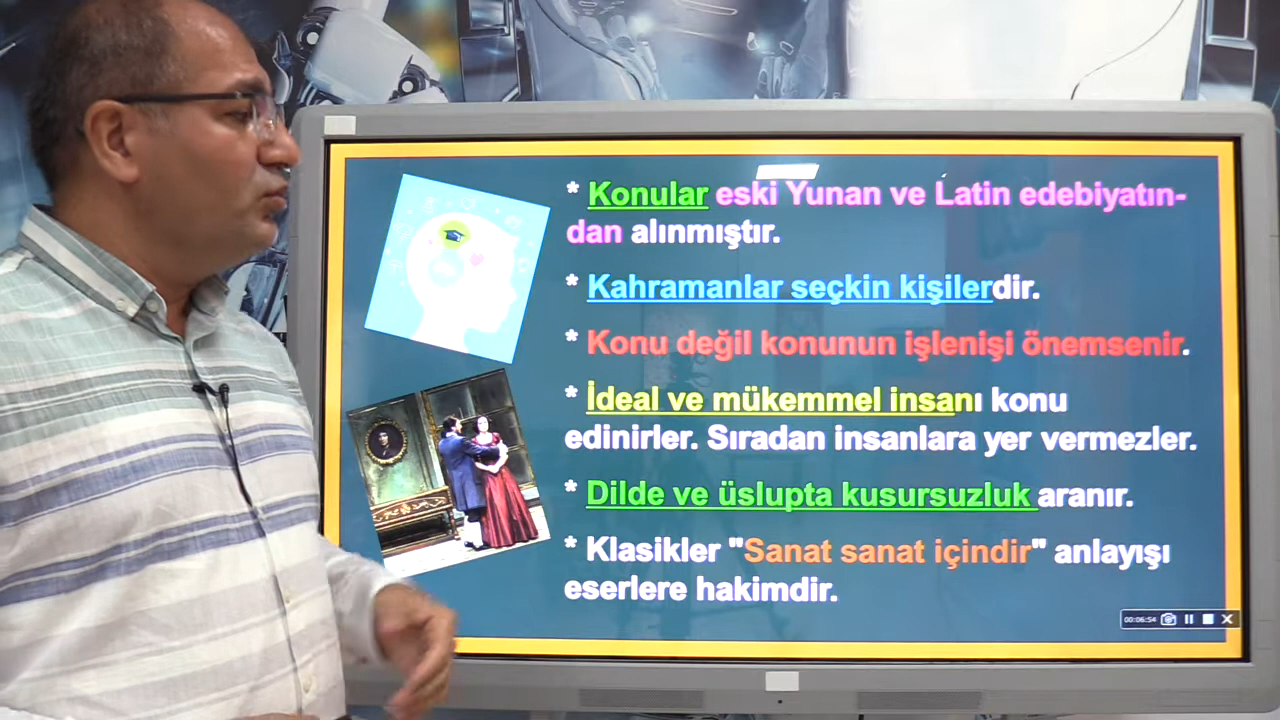 * Konular eski Yunan ve Latin edebiyatın-
dan alınmıştır.
* Kahramanlar seçkin kişilerdir.
* Konu değil konunun işlenişi önemsenir.
* İdeal ve mükemmel insanı konu
edinirler. Sıradan insanlara yer vermezler.
* Dilde ve üslupta kusursuzluk aranır.
* Klasikler "Sanat sanat içindir" anlayışı
eserlere hakimdir.
00:06:54